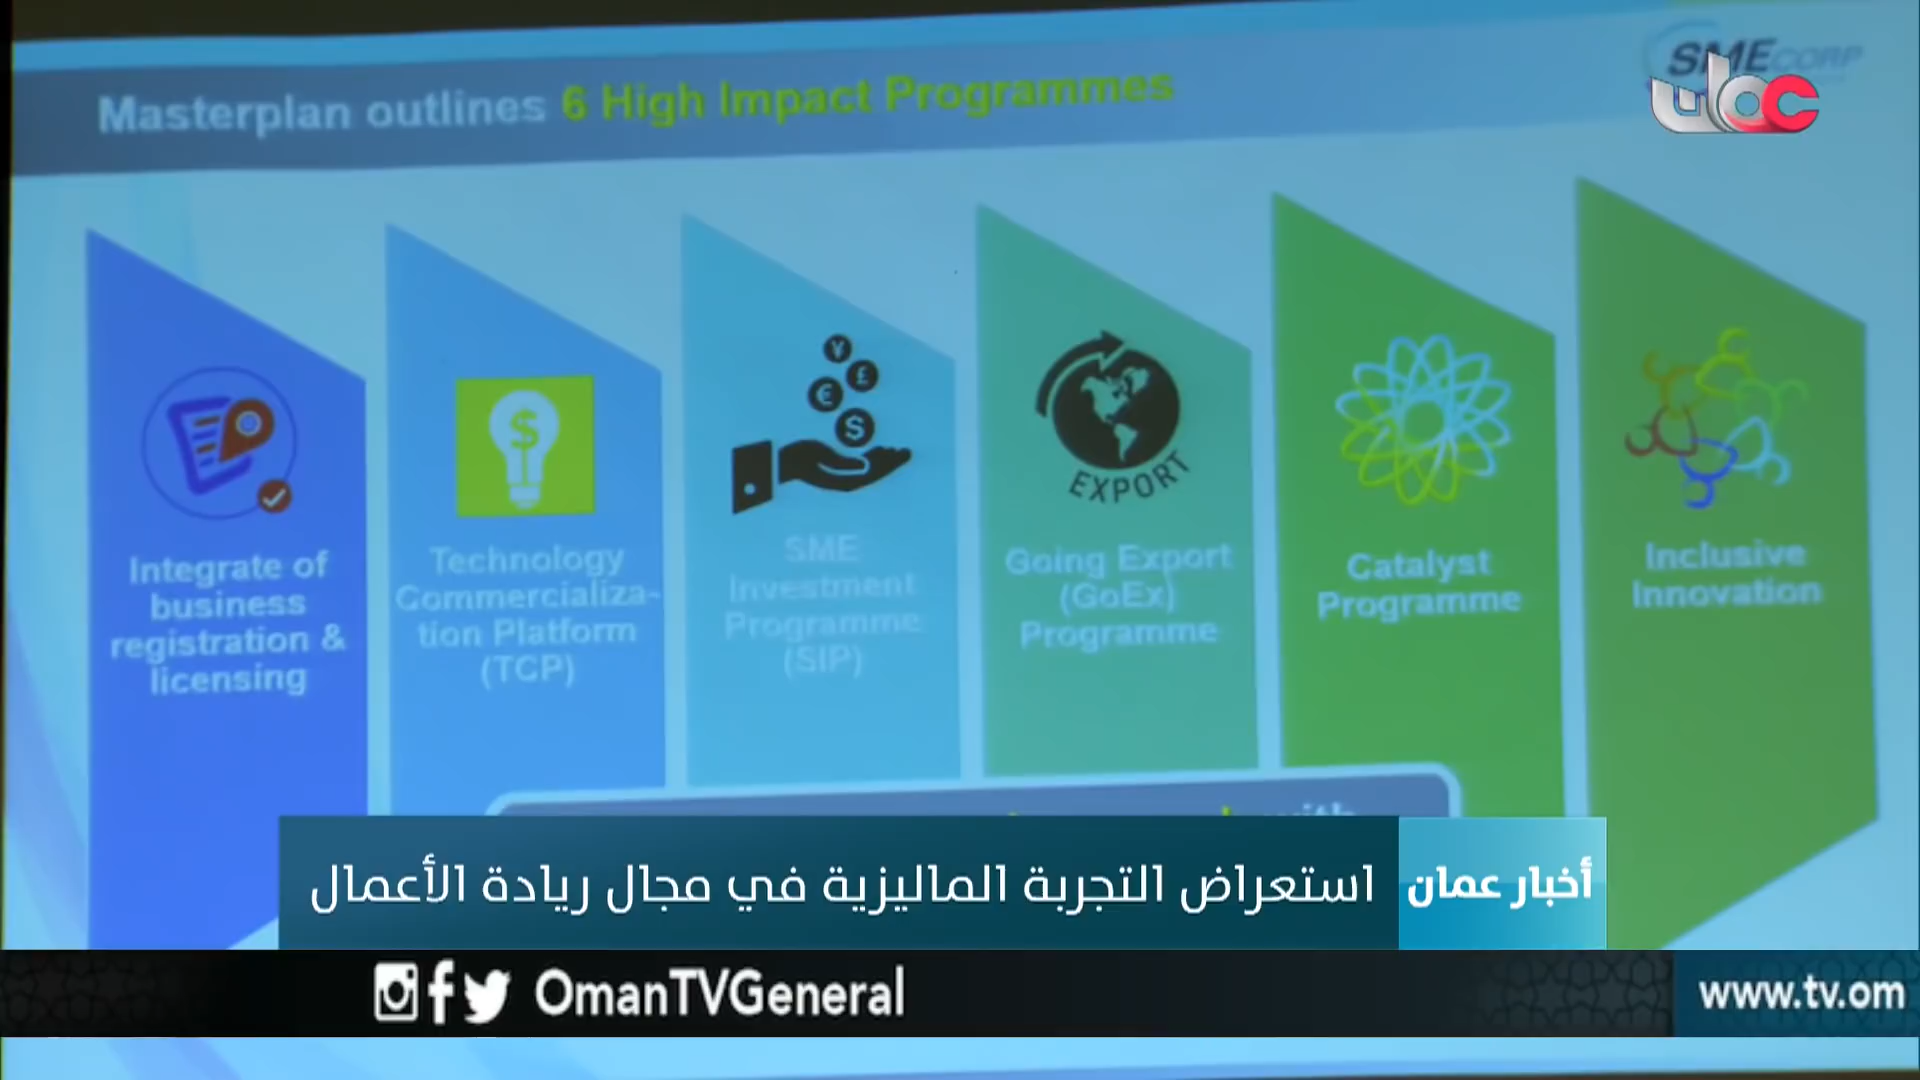 Masterplan outlines 6 High Impact Programmes
SME CORP
عمان
Integrate of
business
registration &
licensing
Technology
Commercializa-
tion Platform
(TCP)
SME
Investment
Programme
(SIP)
EXPORT
Going Export
(GoEx)
Programme
Catalyst
Programme
Inclusive
Innovation
with
أخبار عمان
استعراض التجربة الماليزية في مجال ريادة الأعمال
OmanTVGeneral
www.tv.om